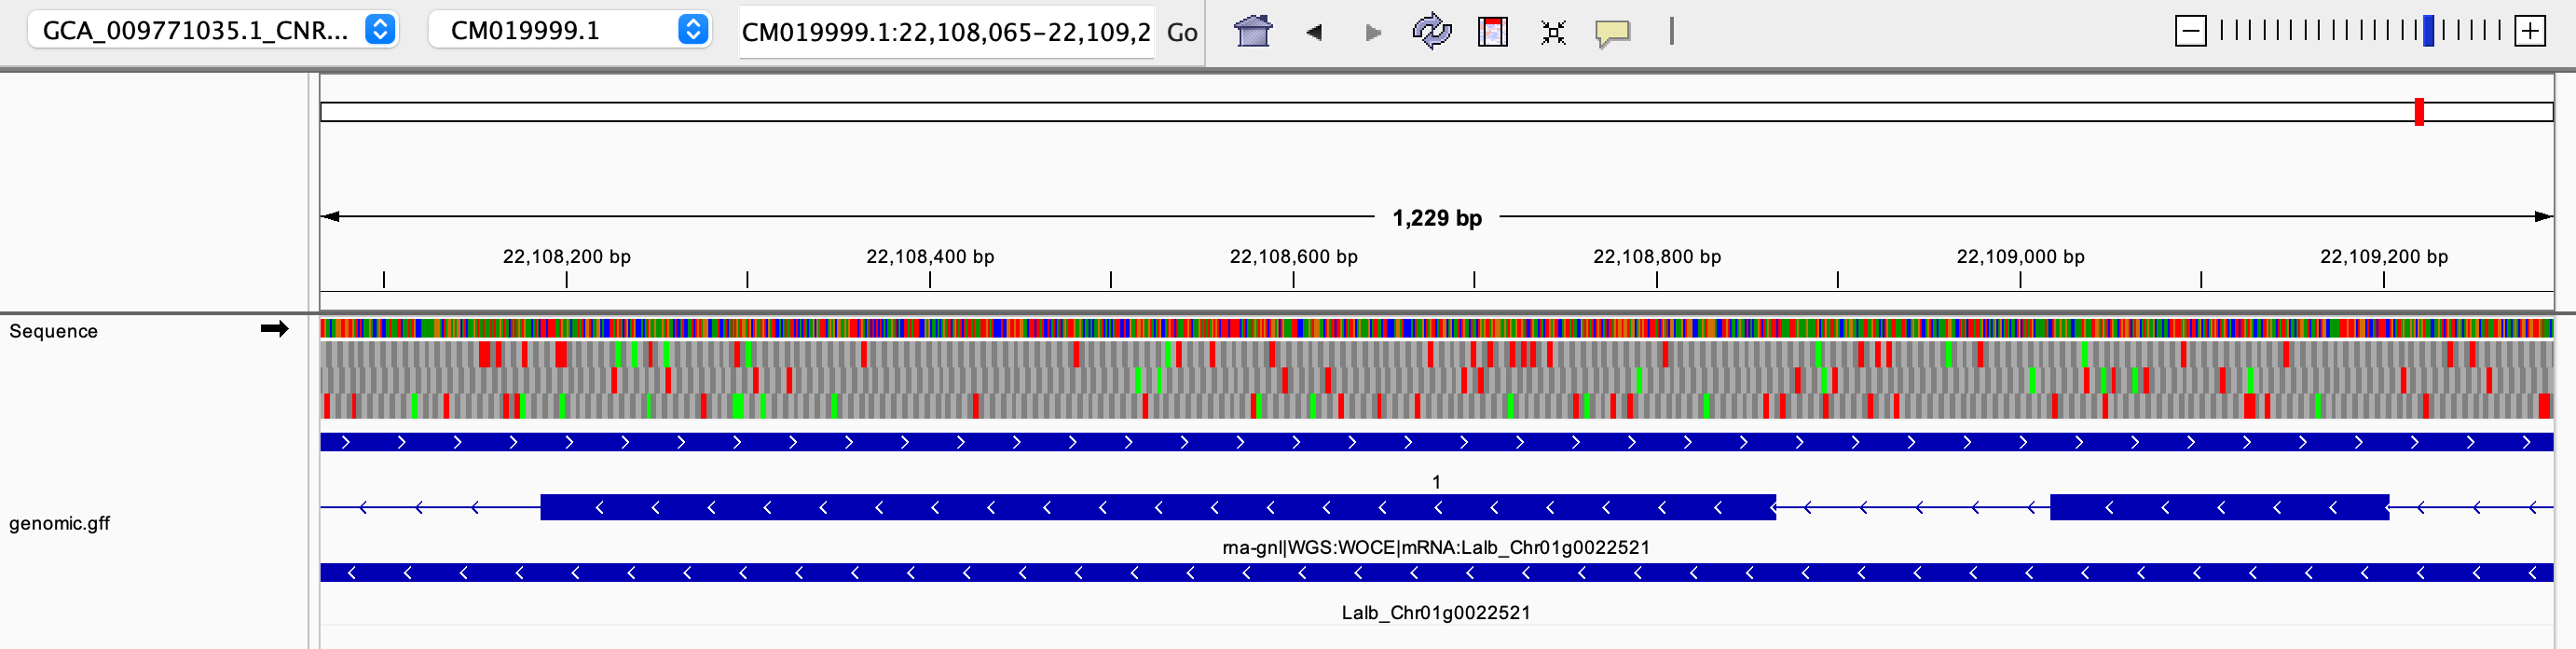 GCA_009771035.1_CNR... CM019999.1 CM019999.1:22,108,065-22,109,2 Go
1,229 bp
22,108,200 bp 22,108,400 bp 22,108,600 bp 22,108,800 bp 22,109,000 bp 22,109,200 bp
Sequence
1
genomic.gff
rna-gnl|WGS:WOCE|mRNA:Lalb_Chr01g0022521
Lalb_Chr01g0022521